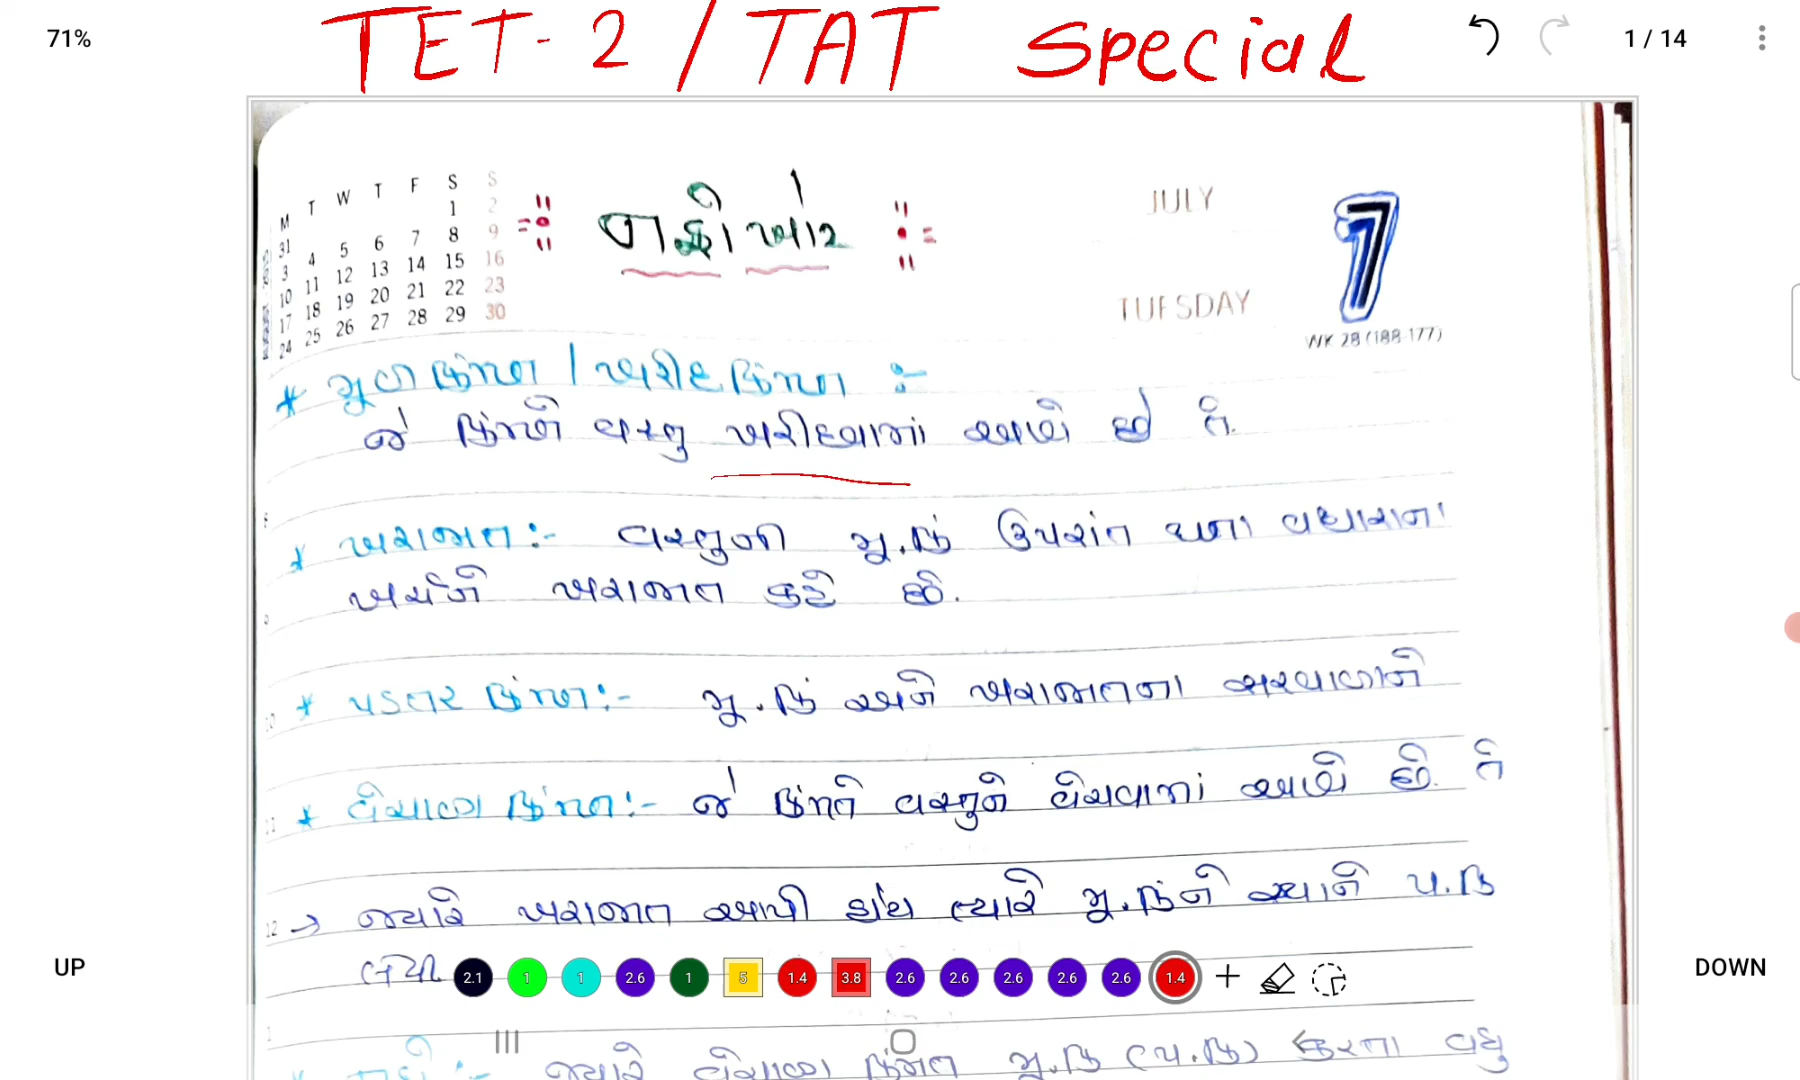 TET-2 / TAT Special
71%
1 / 14
M T W T F S S
31 1 2
3 4 5 6 7 8 9
10 11 12 13 14 15 16
17 18 19 20 21 22 23
24 25 26 27 28 29 30
નફો ખોટ
JULY
7
TUESDAY
WK 28 (188-177)
* મુળ કિંમત / ખરીદ કિંમત :-
જે કિંમતે વસ્તુ ખરીદવામાં આવે છે તે.
* ખરાજાત :- વસ્તુની મુ.કિં ઉપરાંત થતા વધારાના
ખર્ચને ખરાજાત કહે છે.
* પડતર કિંમત :- મુ.કિં અને ખરાજાતના સરવાળાને
* વેચાણ કિંમત :- જે કિંમતે વસ્તુને વેચવામાં આવે છે. તે
→ જ્યારે ખરાજાત આપી હોય ત્યારે મુ.કિંને સ્થાને પ.કિ
લેવી
2.1 1 1 2.6 1 5 1.4 3.8 2.6 2.6 2.6 2.6 2.6 1.4 +
UP
DOWN
જ્યારે વેચાણ કિંમત મુ.કિ (પ.કિ) કરતા વધુ